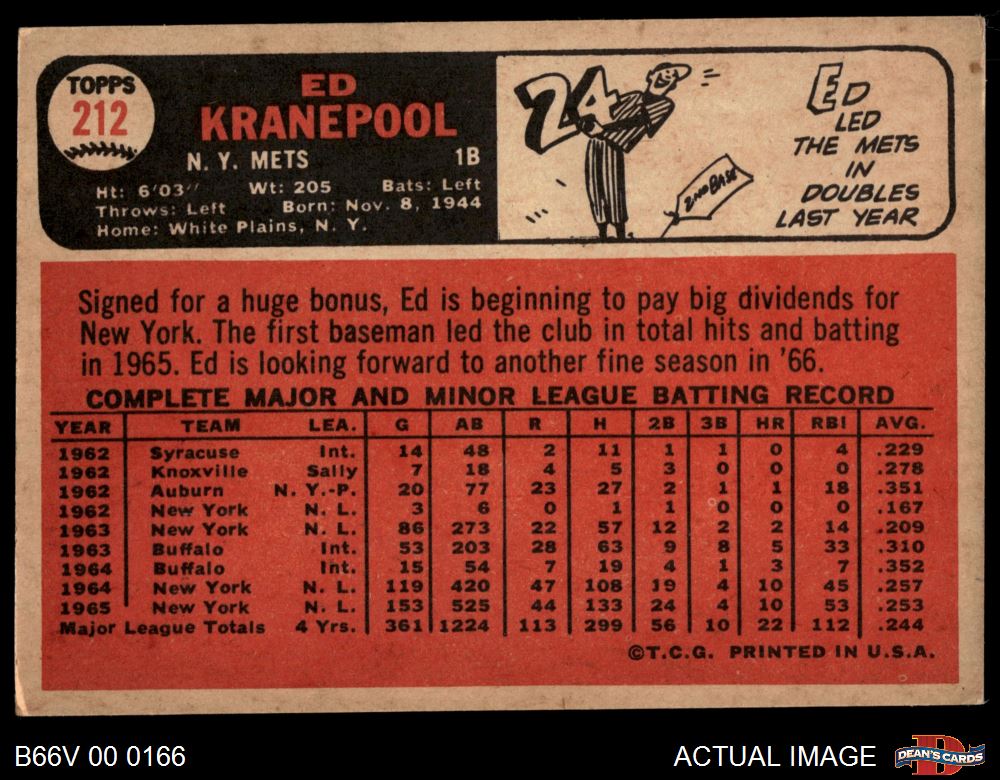 TOPPS
212
ED
KRANEPOOL
N. Y. METS 1B
Ht: 6'03" Wt: 205 Bats: Left
Throws: Left Born: Nov. 8, 1944
Home: White Plains, N. Y.
24
2ND BASE
ED
LED
THE METS
IN
DOUBLES
LAST YEAR
Signed for a huge bonus, Ed is beginning to pay big dividends for
New York. The first baseman led the club in total hits and batting
in 1965. Ed is looking forward to another fine season in '66.
COMPLETE MAJOR AND MINOR LEAGUE BATTING RECORD
YEAR TEAM LEA. G AB R H 2B 3B HR RBI AVG.
1962 Syracuse Int. 14 48 2 11 1 1 0 4 .229
1962 Knoxville Sally 7 18 4 5 3 0 0 0 .278
1962 Auburn N. Y.-P. 20 77 23 27 2 1 1 18 .351
1962 New York N. L. 3 6 0 1 1 0 0 0 .167
1963 New York N. L. 86 273 22 57 12 2 2 14 .209
1963 Buffalo Int. 53 203 28 63 9 8 5 33 .310
1964 Buffalo Int. 15 54 7 19 4 1 3 7 .352
1964 New York N. L. 119 420 47 108 19 4 10 45 .257
1965 New York N. L. 153 525 44 133 24 4 10 53 .253
Major League Totals 4 Yrs. 361 1224 113 299 56 10 22 112 .244
©T.C.G. PRINTED IN U.S.A.
B66V 00 0166
ACTUAL IMAGE
D
DEAN'S CARDS